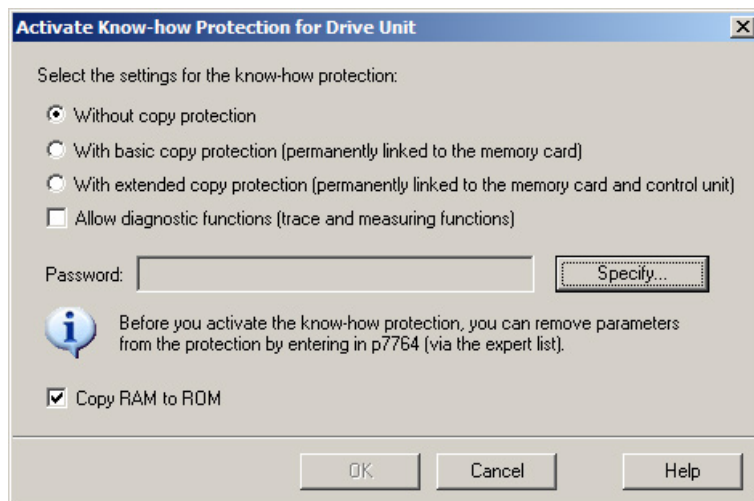 Activate Know-how Protection for Drive Unit
Select the settings for the know-how protection:
Without copy protection
With basic copy protection (permanently linked to the memory card)
With extended copy protection (permanently linked to the memory card and control unit)
Allow diagnostic functions (trace and measuring functions)
Password: Specify...
Before you activate the know-how protection, you can remove parameters
from the protection by entering in p7764 (via the expert list).
Copy RAM to ROM
OK Cancel Help